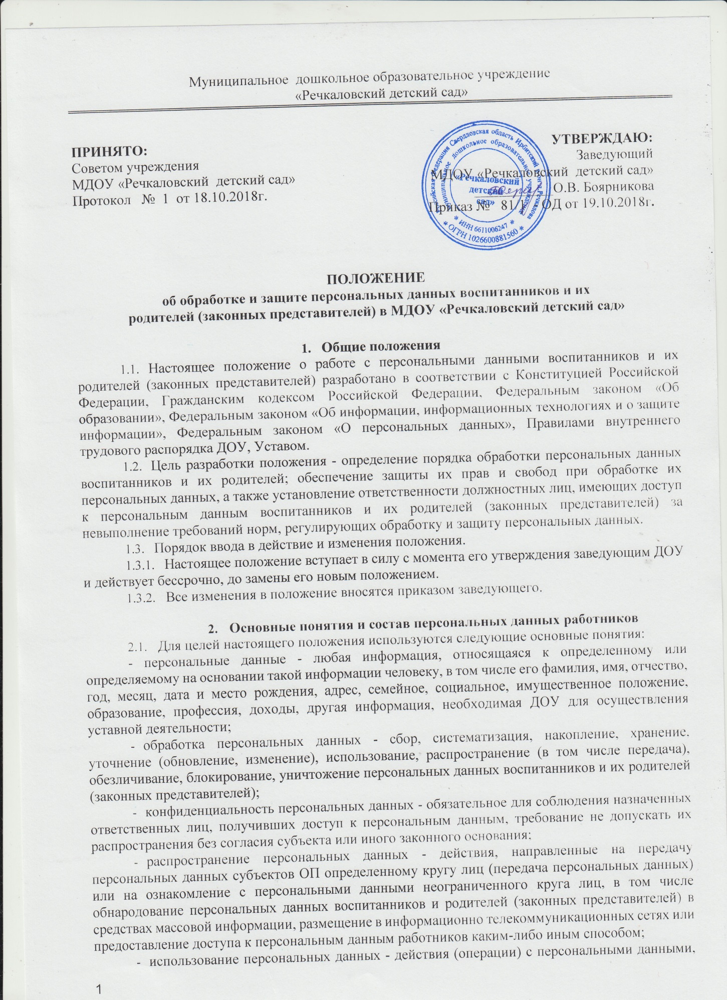 Муниципальное дошкольное образовательное учреждение
«Речкаловский детский сад»
ПРИНЯТО:
Советом учреждения
МДОУ «Речкаловский детский сад»
Протокол № 1 от 18.10.2018г.
УТВЕРЖДАЮ:
Заведующий
МДОУ «Речкаловский детский сад»
О.В. Боярникова
Приказ № 81/1 - ОД от 19.10.2018г.
Российская Федерация Свердловская область Ирбитский
муниципальное дошкольное образовательное учреждение
«Речкаловский
детский
сад»
* ИНН 6611006247 *
* ОГРН 1026600881560 *
ПОЛОЖЕНИЕ
об обработке и защите персональных данных воспитанников и их
родителей (законных представителей) в МДОУ «Речкаловский детский сад»
1. Общие положения
1.1. Настоящее положение о работе с персональными данными воспитанников и их
родителей (законных представителей) разработано в соответствии с Конституцией Российской
Федерации, Гражданским кодексом Российской Федерации, Федеральным законом «Об
образовании», Федеральным законом «Об информации, информационных технологиях и о защите
информации», Федеральным законом «О персональных данных», Правилами внутреннего
трудового распорядка ДОУ, Уставом.
1.2. Цель разработки положения - определение порядка обработки персональных данных
воспитанников и их родителей; обеспечение защиты их прав и свобод при обработке их
персональных данных, а также установление ответственности должностных лиц, имеющих доступ
к персональным данным воспитанников и их родителей (законных представителей) за
невыполнение требований норм, регулирующих обработку и защиту персональных данных.
1.3. Порядок ввода в действие и изменения положения.
1.3.1. Настоящее положение вступает в силу с момента его утверждения заведующим ДОУ
и действует бессрочно, до замены его новым положением.
1.3.2. Все изменения в положение вносятся приказом заведующего.
2. Основные понятия и состав персональных данных работников
2.1. Для целей настоящего положения используются следующие основные понятия:
- персональные данные - любая информация, относящаяся к определенному или
определяемому на основании такой информации человеку, в том числе его фамилия, имя, отчество,
год, месяц, дата и место рождения, адрес, семейное, социальное, имущественное положение,
образование, профессия, доходы, другая информация, необходимая ДОУ для осуществления
уставной деятельности;
- обработка персональных данных - сбор, систематизация, накопление, хранение,
уточнение (обновление, изменение), использование, распространение (в том числе передача),
обезличивание, блокирование, уничтожение персональных данных воспитанников и их родителей
(законных представителей);
- конфиденциальность персональных данных - обязательное для соблюдения назначенных
ответственных лиц, получивших доступ к персональным данным, требование не допускать их
распространения без согласия субъекта или иного законного основания;
- распространение персональных данных - действия, направленные на передачу
персональных данных субъектов ОП определенному кругу лиц (передача персональных данных)
или на ознакомление с персональными данными неограниченного круга лиц, в том числе
обнародование персональных данных воспитанников и родителей (законных представителей) в
средствах массовой информации, размещение в информационно телекоммуникационных сетях или
предоставление доступа к персональным данным работников каким-либо иным способом;
- использование персональных данных - действия (операции) с персональными данными,
1